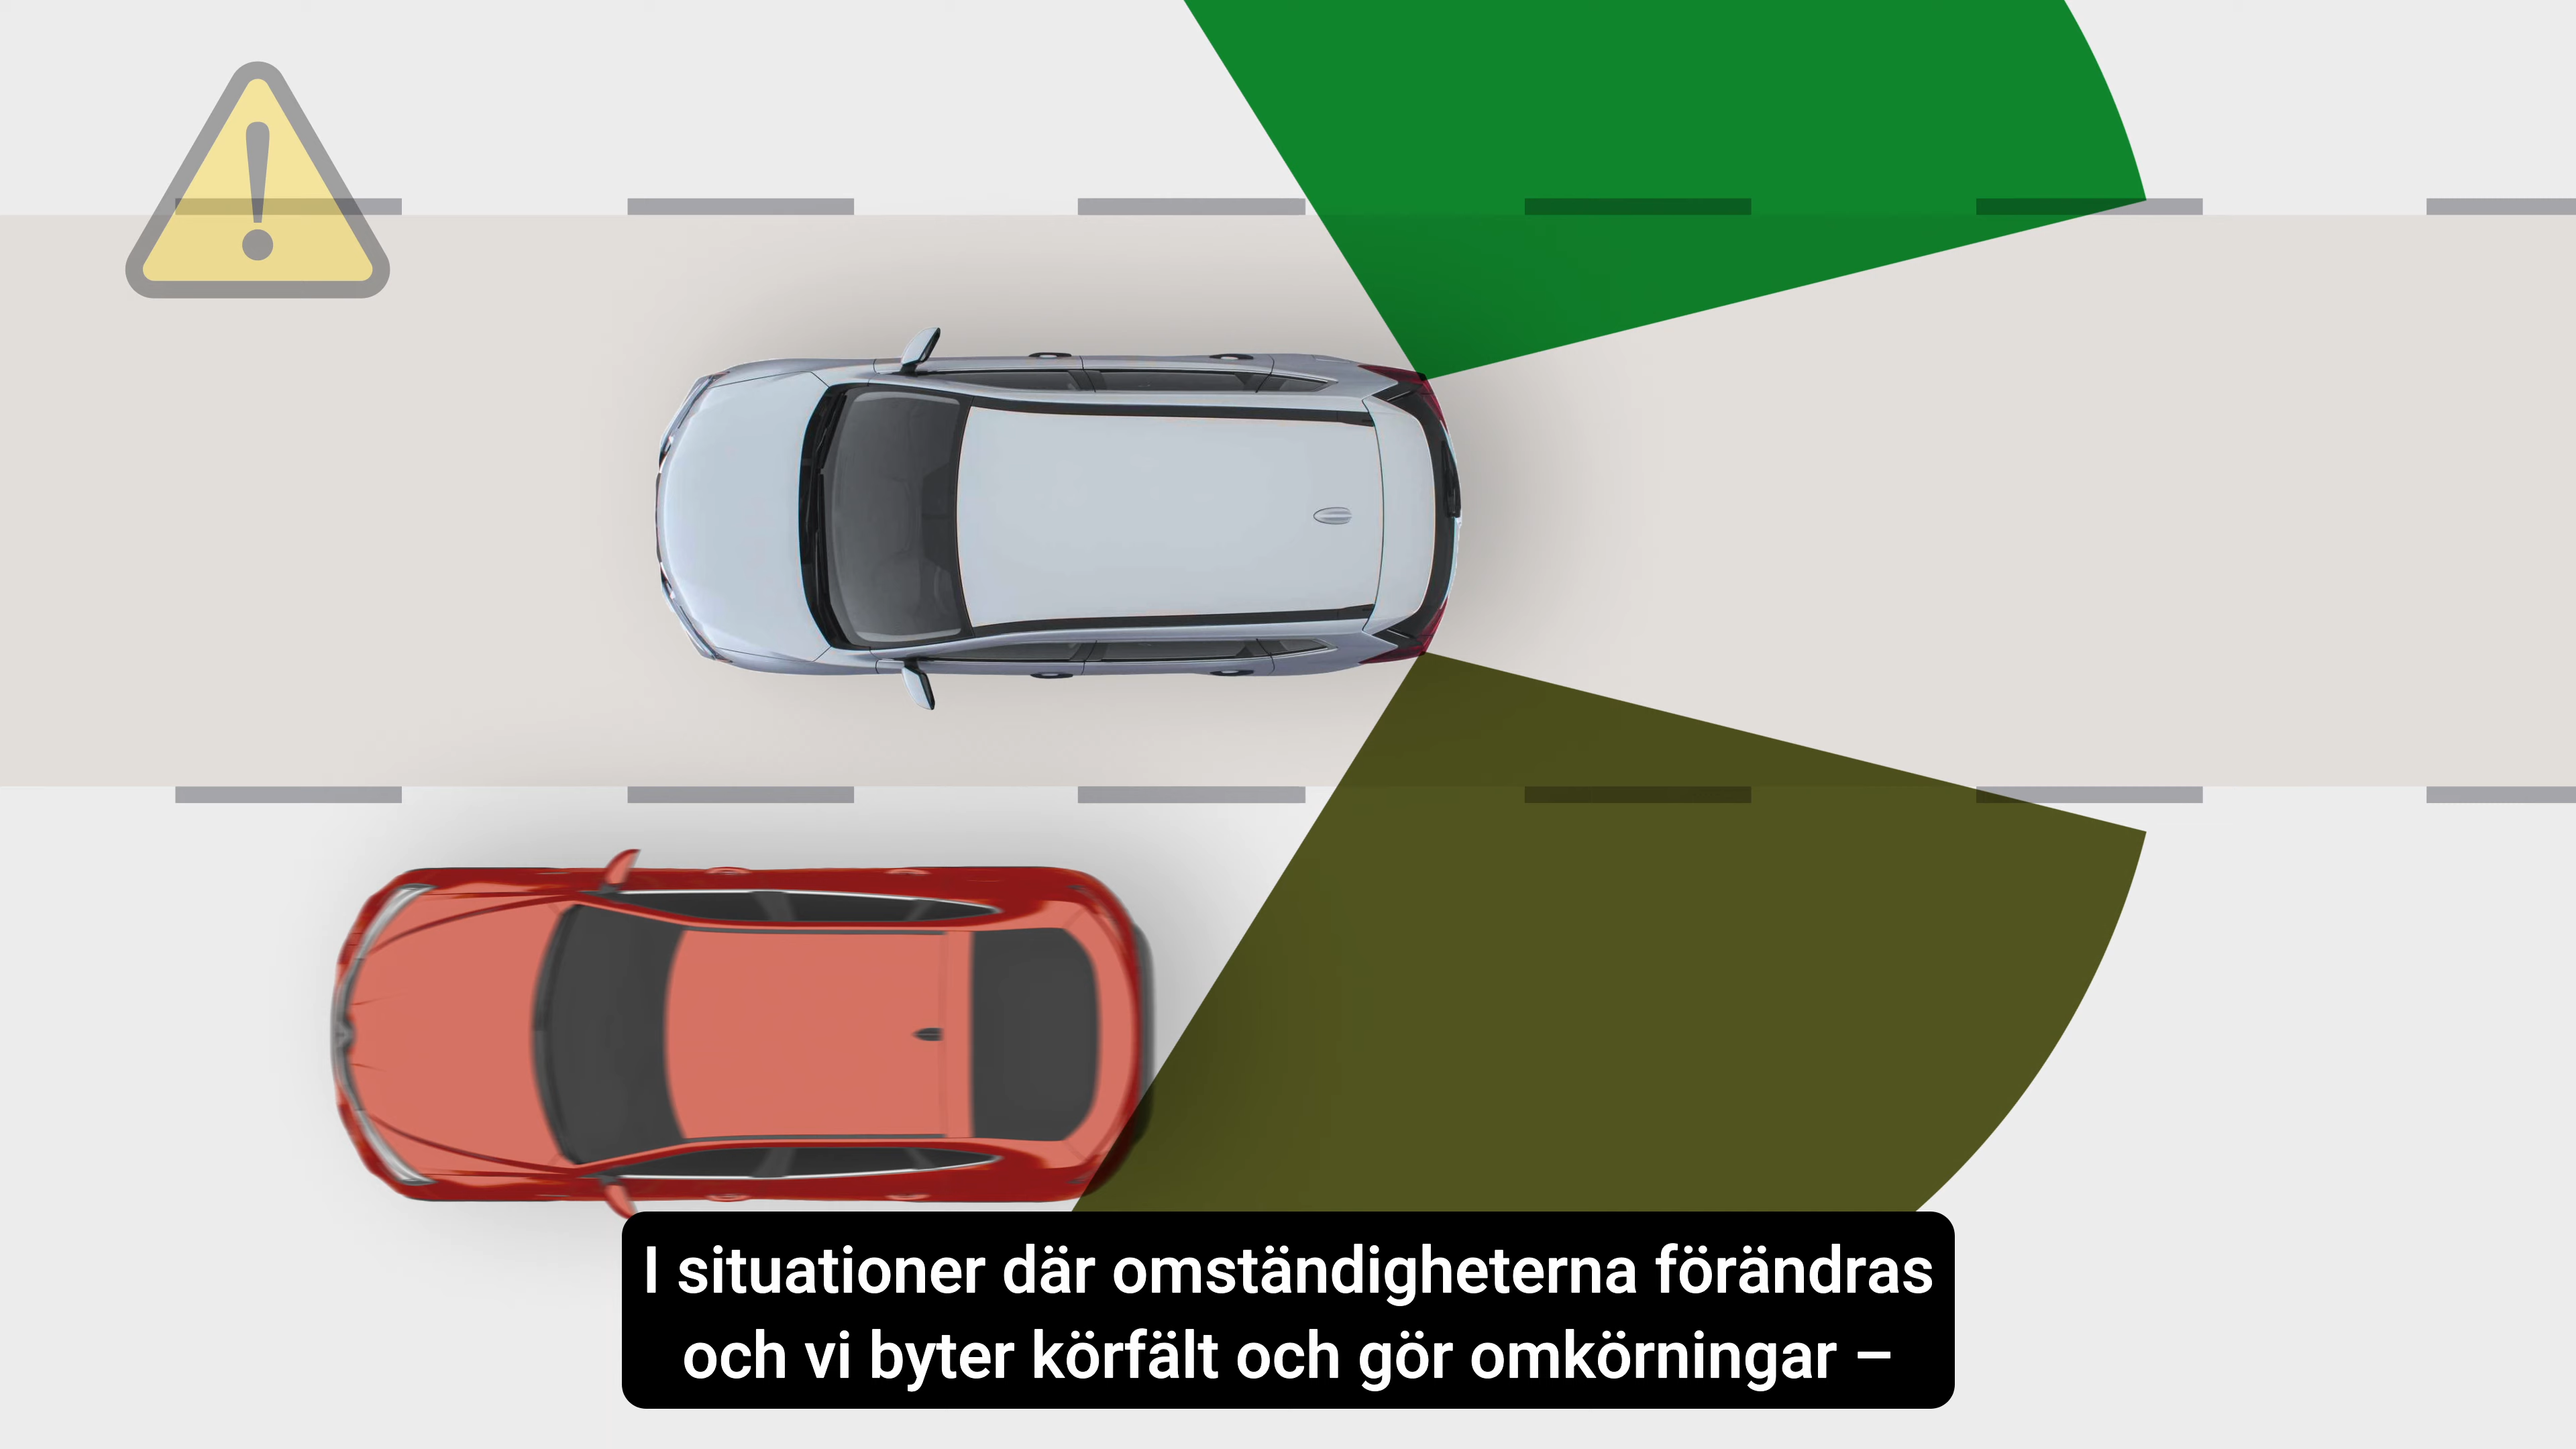 I situationer där omständigheterna förändras
och vi byter körfält och gör omkörningar –